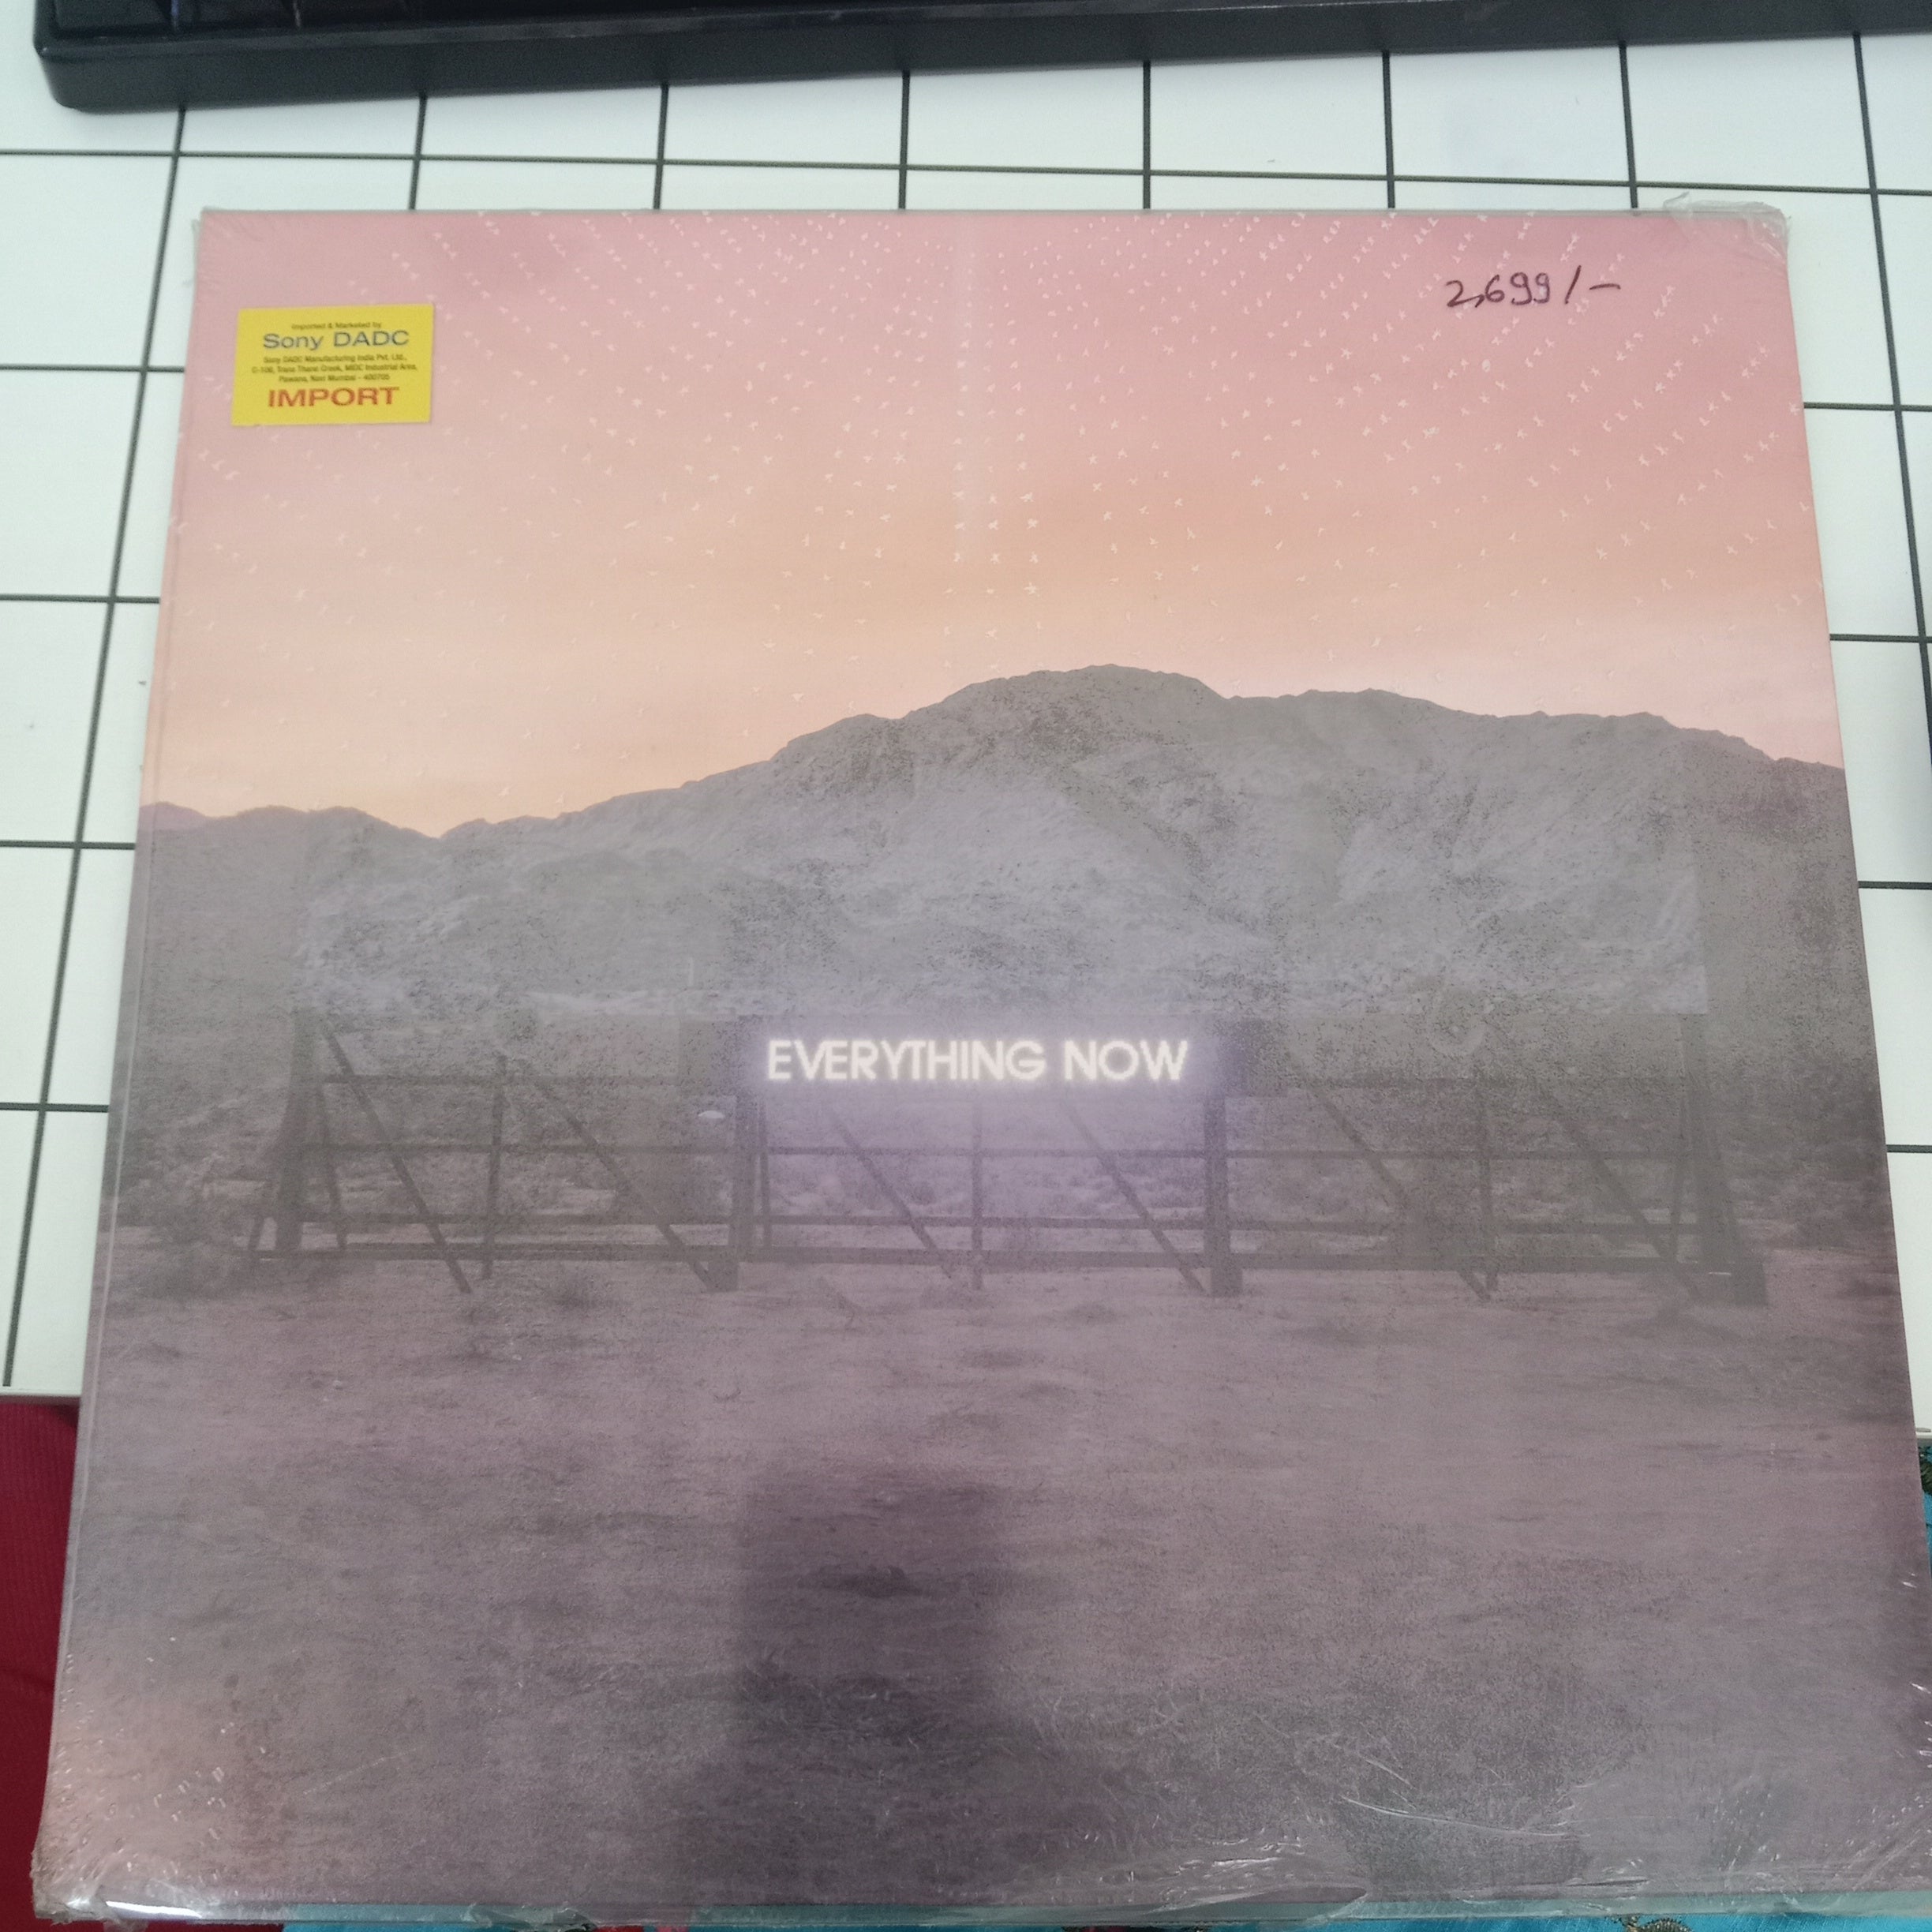 2,699/-
Imported & Marketed by
Sony DADC
Sony DADC Manufacturing India Pvt. Ltd.,
C-106, Trans Thane Creek, MIDC Industrial Area,
Pawane, Navi Mumbai - 400705
IMPORT
EVERYTHING NOW